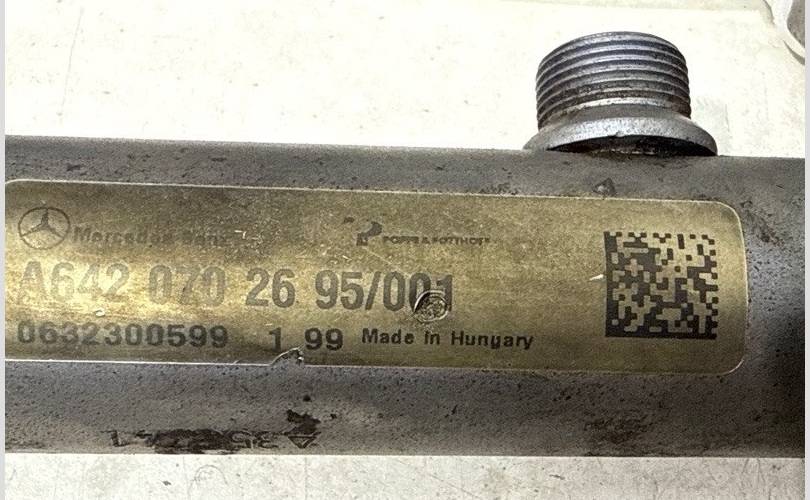 Mercedes-Benz POPPE & POTTHOFF
A642 070 26 95/001
0632300599 1 99 Made in Hungary